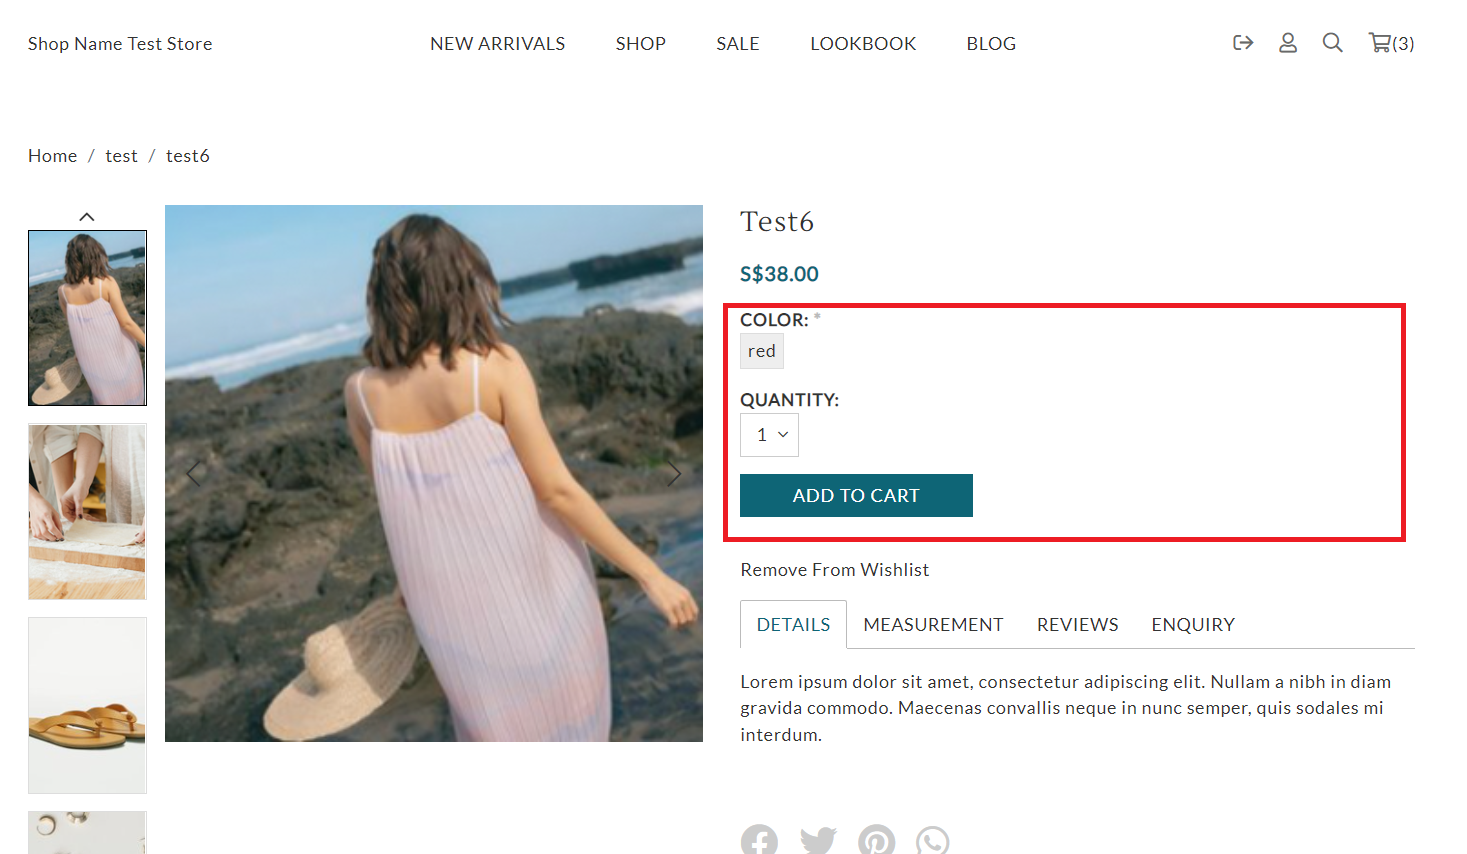 Shop Name Test Store
NEW ARRIVALS SHOP SALE LOOKBOOK BLOG
(3)
Home / test / test6
Test6
S$38.00
COLOR: *
red
QUANTITY:
1
ADD TO CART
Remove From Wishlist
DETAILS MEASUREMENT REVIEWS ENQUIRY
Lorem ipsum dolor sit amet, consectetur adipiscing elit. Nullam a nibh in diam
gravida commodo. Maecenas convallis neque in nunc semper, quis sodales mi
interdum.